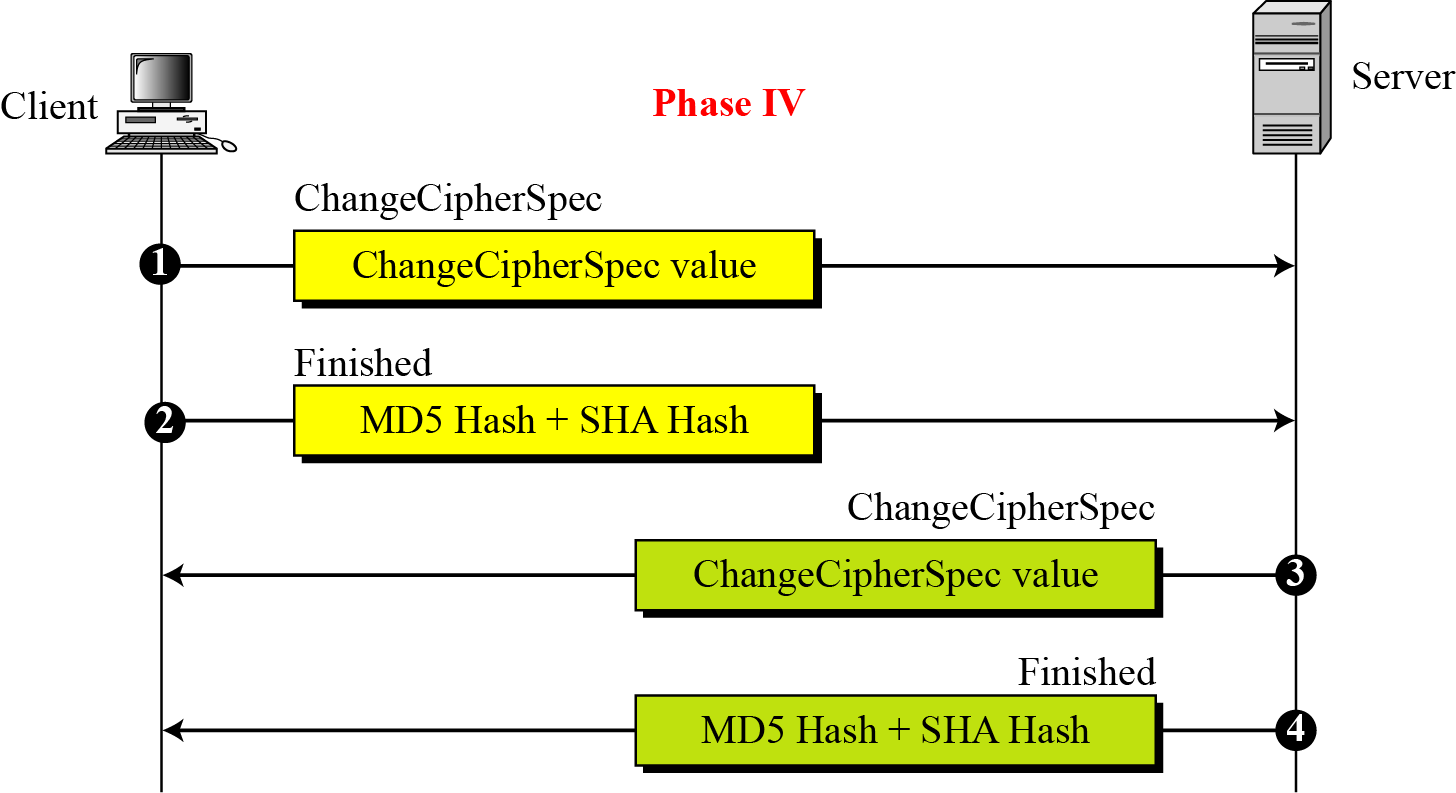 Client
Phase IV
Server
ChangeCipherSpec
1
ChangeCipherSpec value
Finished
2
MD5 Hash + SHA Hash
ChangeCipherSpec
ChangeCipherSpec value
3
Finished
MD5 Hash + SHA Hash
4